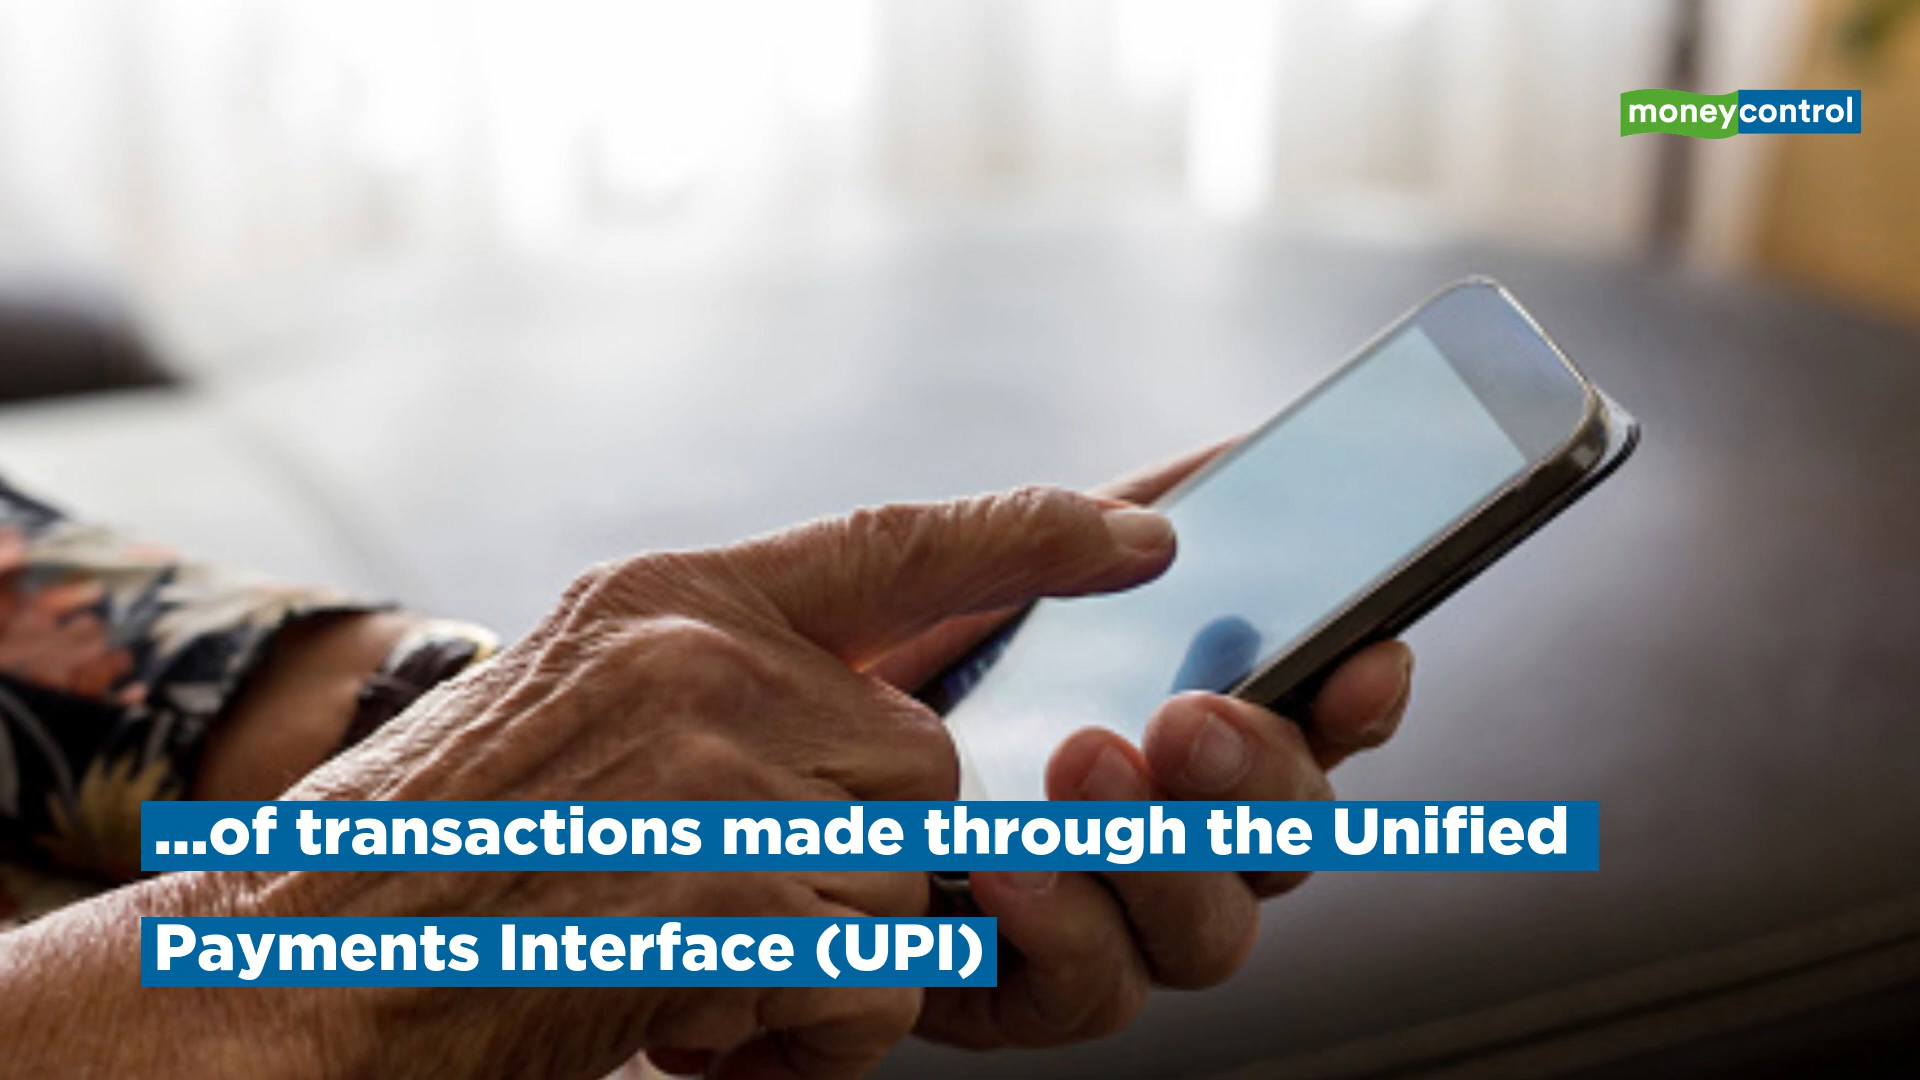 moneycontrol
...of transactions made through the Unified
Payments Interface (UPI)